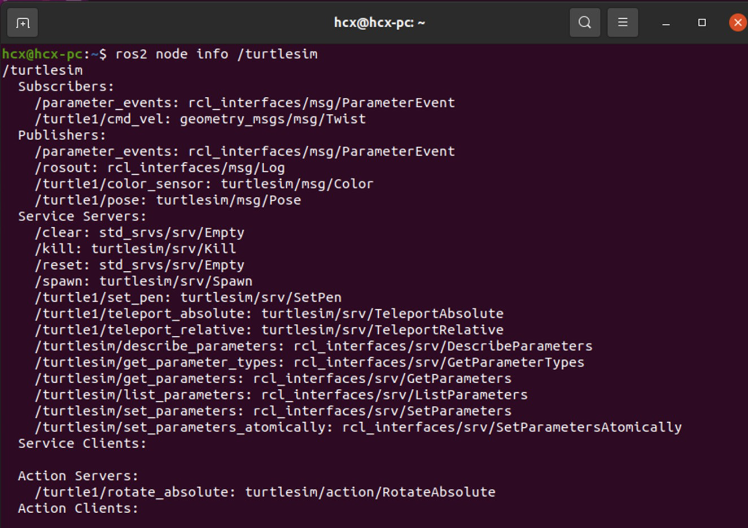 hcx@hcx-pc: ~
hcx@hcx-pc:~$ ros2 node info /turtlesim
/turtlesim
  Subscribers:
    /parameter_events: rcl_interfaces/msg/ParameterEvent
    /turtle1/cmd_vel: geometry_msgs/msg/Twist
  Publishers:
    /parameter_events: rcl_interfaces/msg/ParameterEvent
    /rosout: rcl_interfaces/msg/Log
    /turtle1/color_sensor: turtlesim/msg/Color
    /turtle1/pose: turtlesim/msg/Pose
  Service Servers:
    /clear: std_srvs/srv/Empty
    /kill: turtlesim/srv/Kill
    /reset: std_srvs/srv/Empty
    /spawn: turtlesim/srv/Spawn
    /turtle1/set_pen: turtlesim/srv/SetPen
    /turtle1/teleport_absolute: turtlesim/srv/TeleportAbsolute
    /turtle1/teleport_relative: turtlesim/srv/TeleportRelative
    /turtlesim/describe_parameters: rcl_interfaces/srv/DescribeParameters
    /turtlesim/get_parameter_types: rcl_interfaces/srv/GetParameterTypes
    /turtlesim/get_parameters: rcl_interfaces/srv/GetParameters
    /turtlesim/list_parameters: rcl_interfaces/srv/ListParameters
    /turtlesim/set_parameters: rcl_interfaces/srv/SetParameters
    /turtlesim/set_parameters_atomically: rcl_interfaces/srv/SetParametersAtomically
  Service Clients:
  Action Servers:
    /turtle1/rotate_absolute: turtlesim/action/RotateAbsolute
  Action Clients: